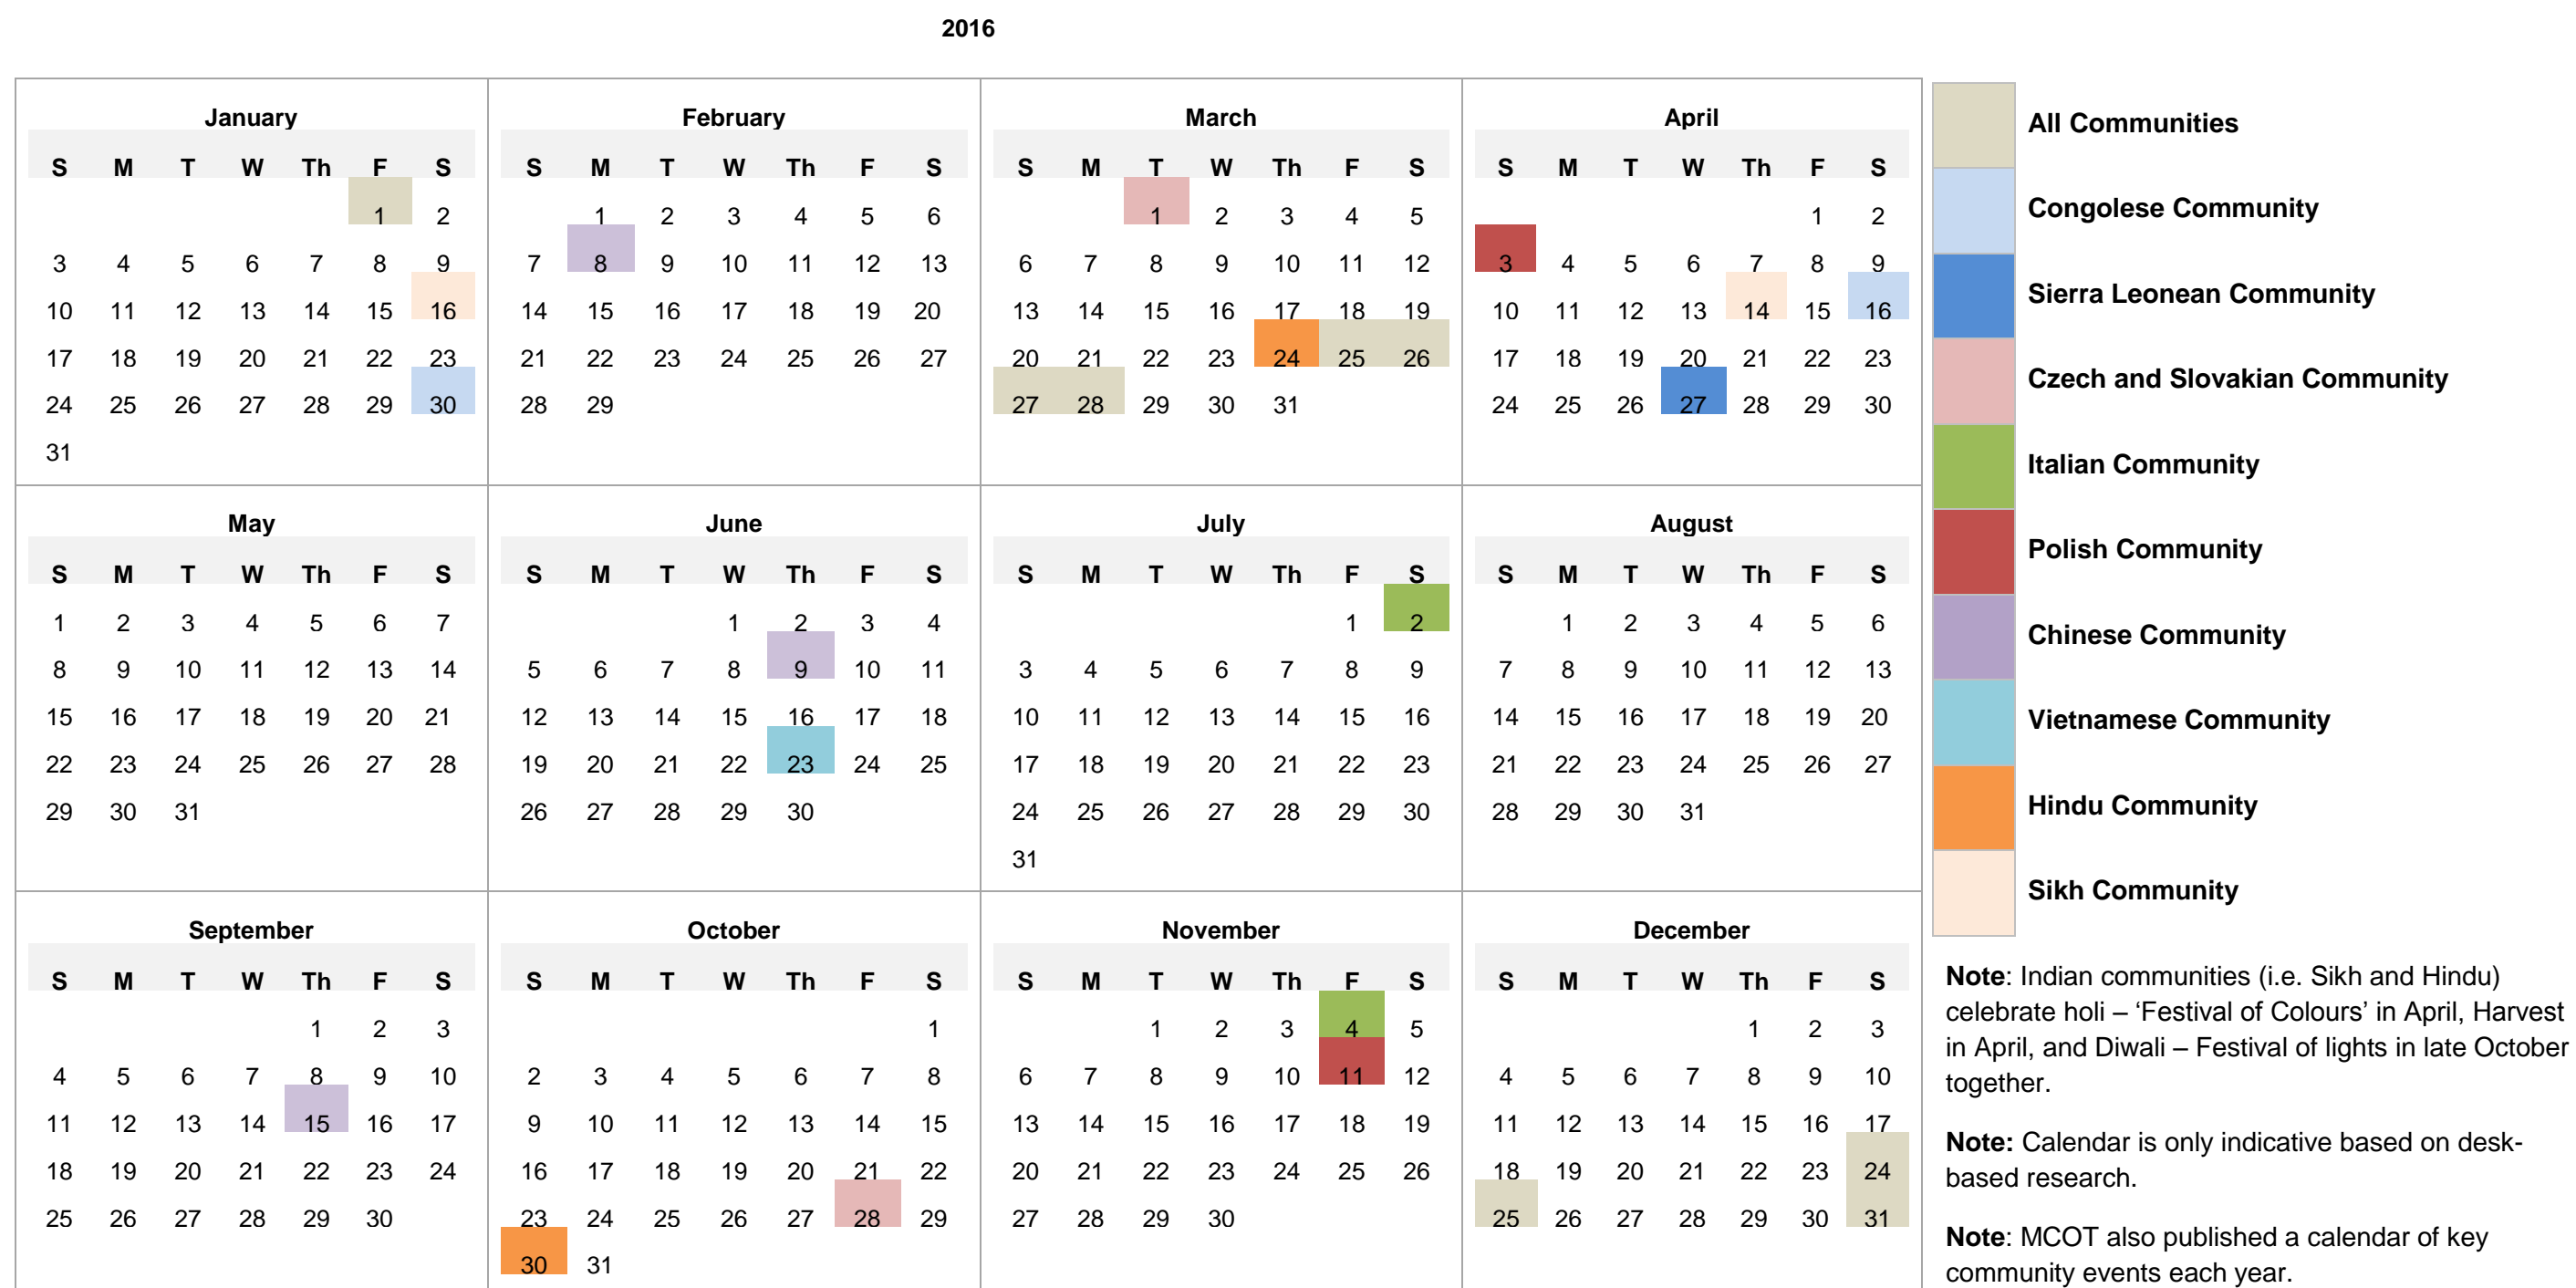 2016
January February March April
S M T W Th F S S M T W Th F S S M T W Th F S S M T W Th F S
1 2 1 2 3 4 5 6 1 2 3 4 5 1 2
3 4 5 6 7 8 9 7 8 9 10 11 12 13 6 7 8 9 10 11 12 3 4 5 6 7 8 9
10 11 12 13 14 15 16 14 15 16 17 18 19 20 13 14 15 16 17 18 19 10 11 12 13 14 15 16
17 18 19 20 21 22 23 21 22 23 24 25 26 27 20 21 22 23 24 25 26 17 18 19 20 21 22 23
24 25 26 27 28 29 30 28 29 27 28 29 30 31 24 25 26 27 28 29 30
31
May June July August
S M T W Th F S S M T W Th F S S M T W Th F S S M T W Th F S
1 2 3 4 5 6 7 1 2 3 4 1 2 1 2 3 4 5 6
8 9 10 11 12 13 14 5 6 7 8 9 10 11 3 4 5 6 7 8 9 7 8 9 10 11 12 13
15 16 17 18 19 20 21 12 13 14 15 16 17 18 10 11 12 13 14 15 16 14 15 16 17 18 19 20
22 23 24 25 26 27 28 19 20 21 22 23 24 25 17 18 19 20 21 22 23 21 22 23 24 25 26 27
29 30 31 26 27 28 29 30 24 25 26 27 28 29 30 28 29 30 31
31
September October November December
S M T W Th F S S M T W Th F S S M T W Th F S S M T W Th F S
1 2 3 1 1 2 3 4 5 1 2 3
4 5 6 7 8 9 10 2 3 4 5 6 7 8 6 7 8 9 10 11 12 4 5 6 7 8 9 10
11 12 13 14 15 16 17 9 10 11 12 13 14 15 13 14 15 16 17 18 19 11 12 13 14 15 16 17
18 19 20 21 22 23 24 16 17 18 19 20 21 22 20 21 22 23 24 25 26 18 19 20 21 22 23 24
25 26 27 28 29 30 23 24 25 26 27 28 29 27 28 29 30 25 26 27 28 29 30 31
30 31
All Communities
Congolese Community
Sierra Leonean Community
Czech and Slovakian Community
Italian Community
Polish Community
Chinese Community
Vietnamese Community
Hindu Community
Sikh Community
Note: Indian communities (i.e. Sikh and Hindu)
celebrate holi – ‘Festival of Colours’ in April, Harvest
in April, and Diwali – Festival of lights in late October
together.
Note: Calendar is only indicative based on desk-
based research.
Note: MCOT also published a calendar of key
community events each year.